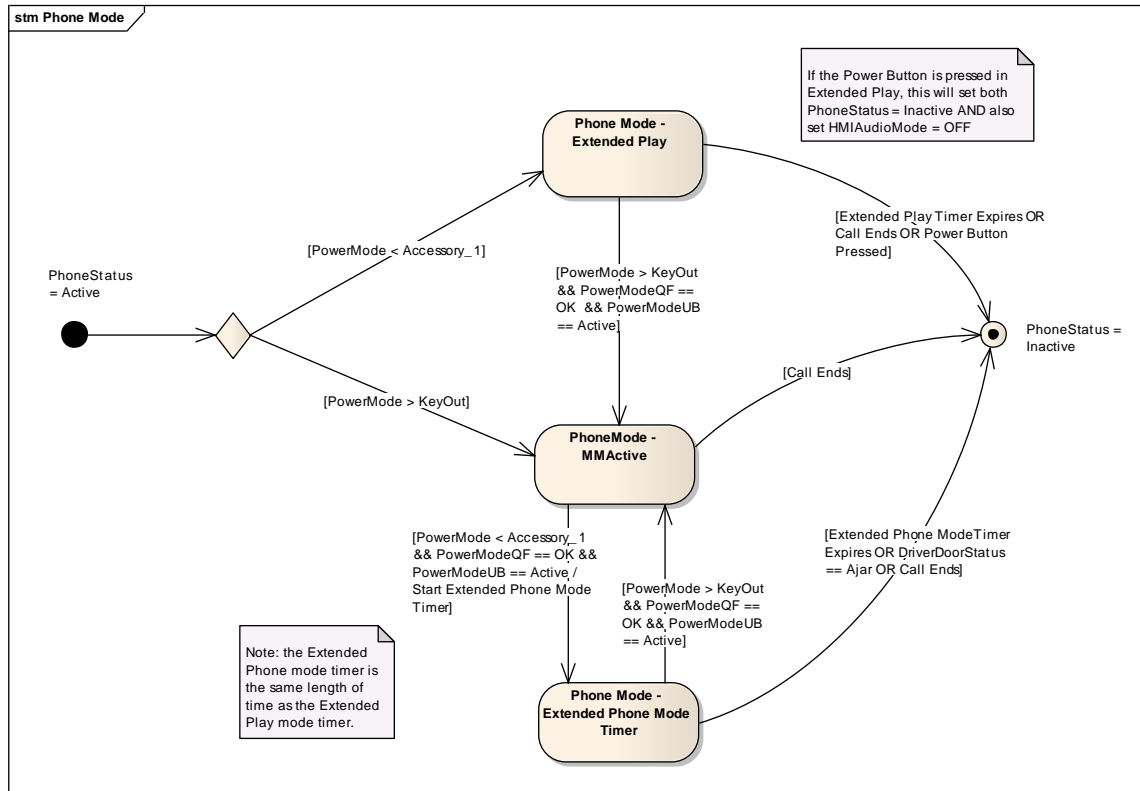 stm Phone Mode
If the Power Button is pressed in
Extended Play, this will set both
PhoneStatus = Inactive AND also
set HMIAudioMode = OFF
Phone Mode -
Extended Play
[Extended Play Timer Expires OR
Call Ends OR Power Button
Pressed]
[PowerMode < Accessory_1]
PhoneStatus
= Active
[PowerMode > KeyOut
&& PowerModeQF ==
OK && PowerModeUB
== Active]
PhoneStatus =
Inactive
[Call Ends]
[PowerMode > KeyOut]
PhoneMode -
MMActive
[PowerMode < Accessory_1
&& PowerModeQF == OK &&
PowerModeUB == Active /
Start Extended Phone Mode
Timer]
[PowerMode > KeyOut
&& PowerModeQF ==
OK && PowerModeUB
== Active]
[Extended Phone ModeTimer
Expires OR DriverDoorStatus
== Ajar OR Call Ends]
Note: the Extended
Phone mode timer is
the same length of
time as the Extended
Play mode timer.
Phone Mode -
Extended Phone Mode
Timer